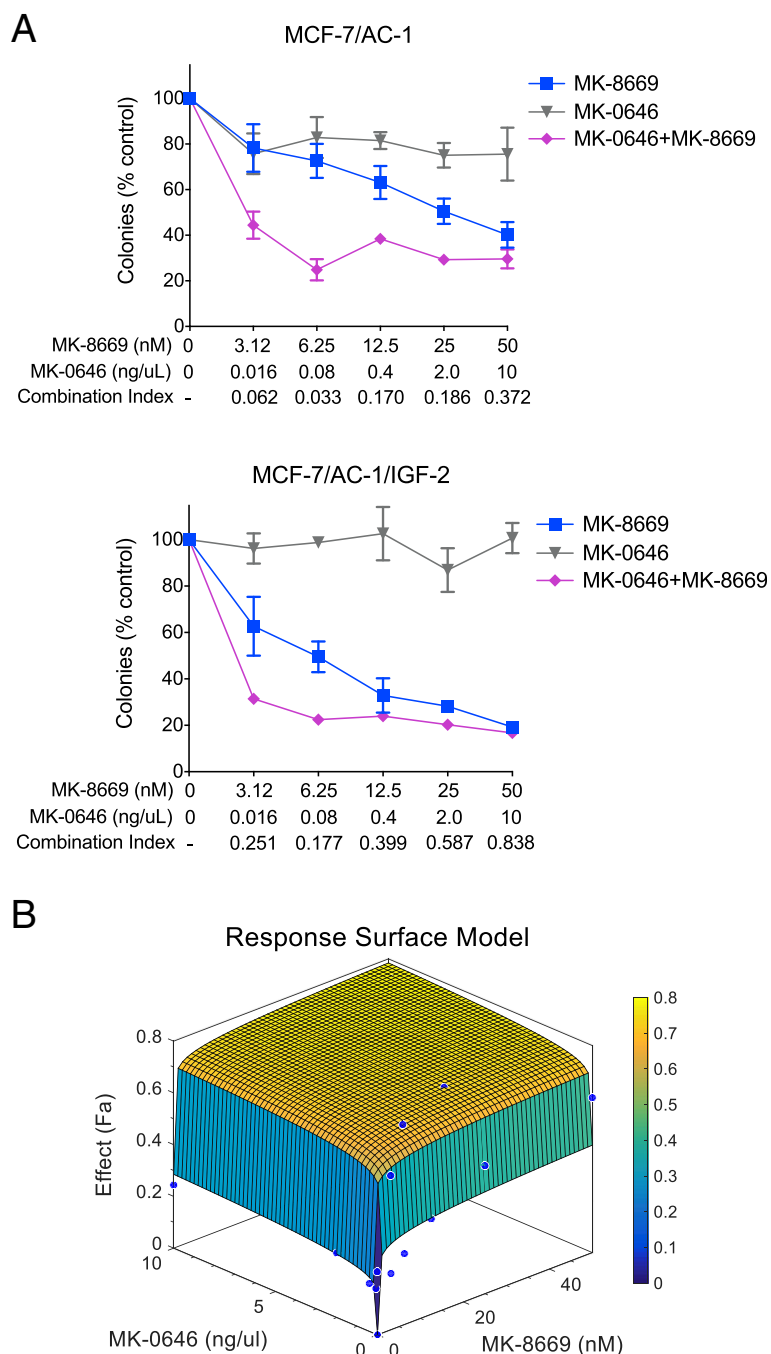 A
MCF-7/AC-1
Colonies (% control)
100
80
60
40
20
0
MK-8669
MK-0646
MK-0646+MK-8669
MK-8669 (nM) 0 3.12 6.25 12.5 25 50
MK-0646 (ng/uL) 0 0.016 0.08 0.4 2.0 10
Combination Index - 0.062 0.033 0.170 0.186 0.372
MCF-7/AC-1/IGF-2
Colonies (% control)
100
80
60
40
20
0
MK-8669
MK-0646
MK-0646+MK-8669
MK-8669 (nM) 0 3.12 6.25 12.5 25 50
MK-0646 (ng/uL) 0 0.016 0.08 0.4 2.0 10
Combination Index - 0.251 0.177 0.399 0.587 0.838
B
Response Surface Model
Effect (Fa)
0.8
0.6
0.4
0.2
0
10
5
0
MK-0646 (ng/ul)
0
20
40
MK-8669 (nM)
0.8
0.7
0.6
0.5
0.4
0.3
0.2
0.1
0